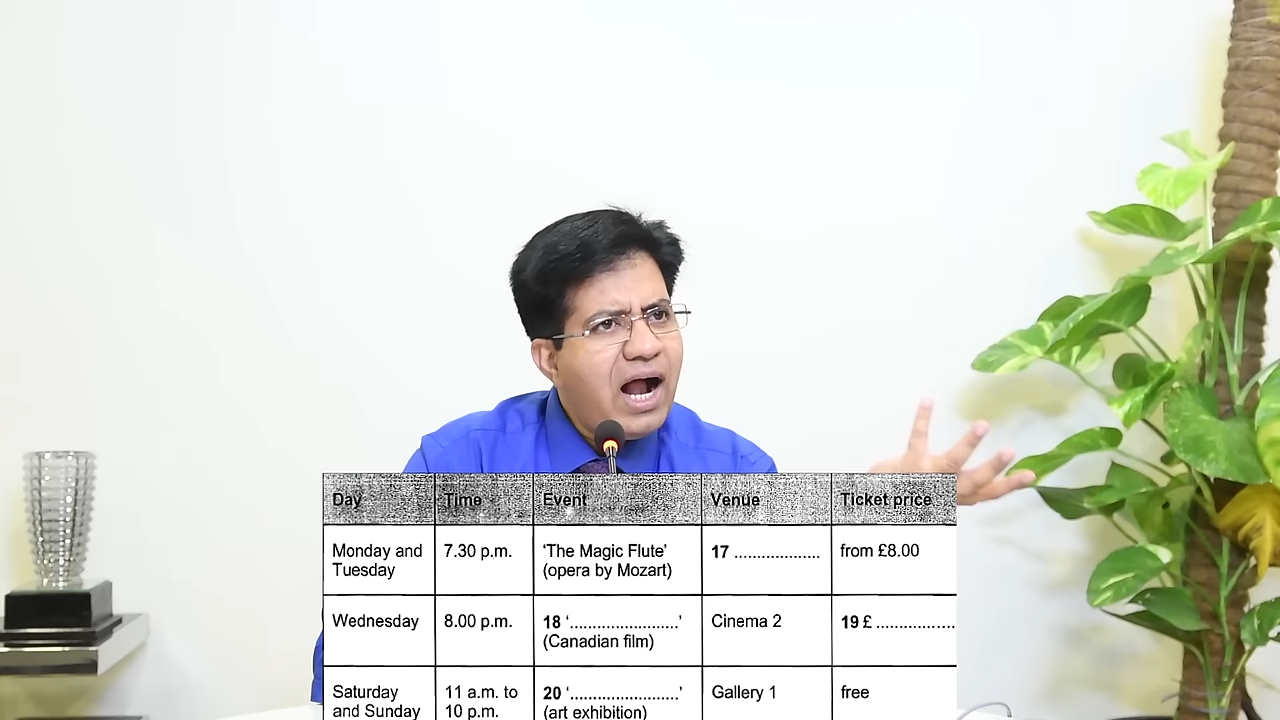 Day Time Event Venue Ticket price
Monday and 7.30 p.m. 'The Magic Flute' 17 ................... from £8.00
Tuesday (opera by Mozart)
Wednesday 8.00 p.m. 18 '........................' Cinema 2 19 £ .................
(Canadian film)
Saturday 11 a.m. to 20 '........................' Gallery 1 free
and Sunday 10 p.m. (art exhibition)